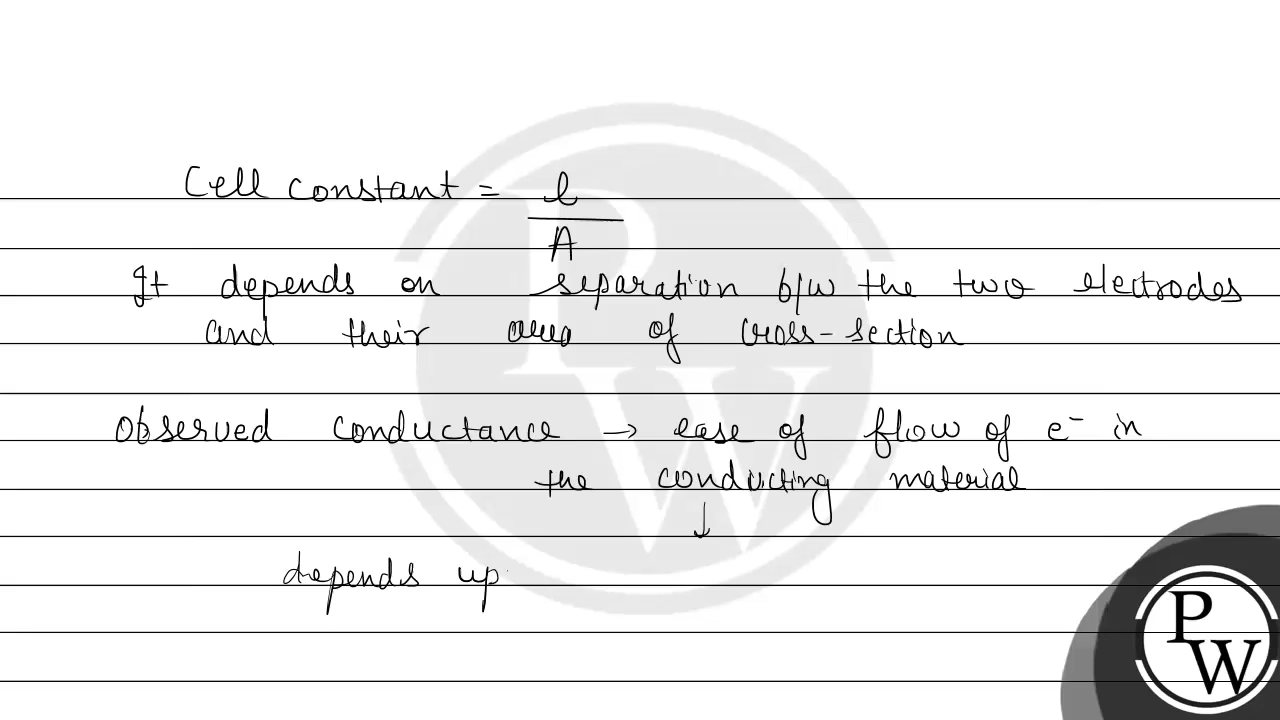 Cell constant = l
A
It depends on separation b/w the two electrodes
and their area of cross-section
Observed conductance → ease of flow of e⁻ in
the conducting material
↓
depends up
P
W
PW